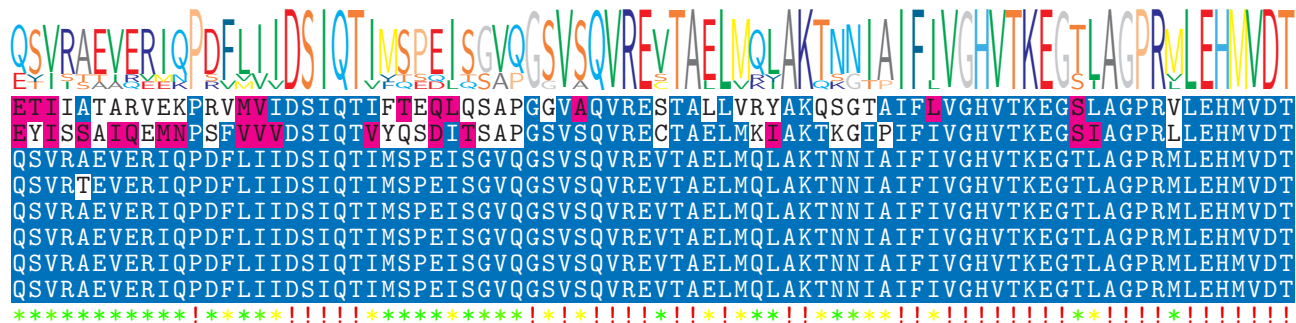 QSVRAEVERIQPDFLIIDSIQTIMSPEISGVQGSVSQVREVTAELMQLAKTNNIAIFIVGHVTKEGTLAGPRMLEHMVDT
ETIIATARVEKPRVMVIDSIQTIFTEQLQSAPGGVAQVRESTALLVRYAKQSGTAIFLVGHVTKEGSLAGPRVLEHMVDT
EYISSAIQEMNPSFVVVDSIQTVYQSDITSAPGSVSQVRECTAELMKIAKTKGIPIFIVGHVTKEGSIAGPRLLEHMVDT
QSVRAEVERIQPDFLIIDSIQTIMSPEISGVQGSVSQVREVTAELMQLAKTNNIAIFIVGHVTKEGTLAGPRMLEHMVDT
QSVRTEVERIQPDFLIIDSIQTIMSPEISGVQGSVSQVREVTAELMQLAKTNNIAIFIVGHVTKEGTLAGPRMLEHMVDT
QSVRAEVERIQPDFLIIDSIQTIMSPEISGVQGSVSQVREVTAELMQLAKTNNIAIFIVGHVTKEGTLAGPRMLEHMVDT
QSVRAEVERIQPDFLIIDSIQTIMSPEISGVQGSVSQVREVTAELMQLAKTNNIAIFIVGHVTKEGTLAGPRMLEHMVDT
QSVRAEVERIQPDFLIIDSIQTIMSPEISGVQGSVSQVREVTAELMQLAKTNNIAIFIVGHVTKEGTLAGPRMLEHMVDT
QSVRAEVERIQPDFLIIDSIQTIMSPEISGVQGSVSQVREVTAELMQLAKTNNIAIFIVGHVTKEGTLAGPRMLEHMVDT
***********!*****!!!!!**********!*!*!!!!*!!*!***!!*****!!*!!!!!!!!**!!!!*!!!!!!!